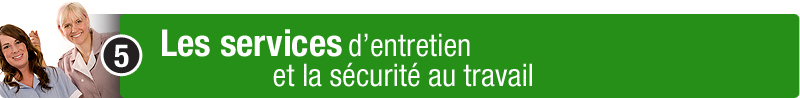 5
Les services d’entretien
et la sécurité au travail